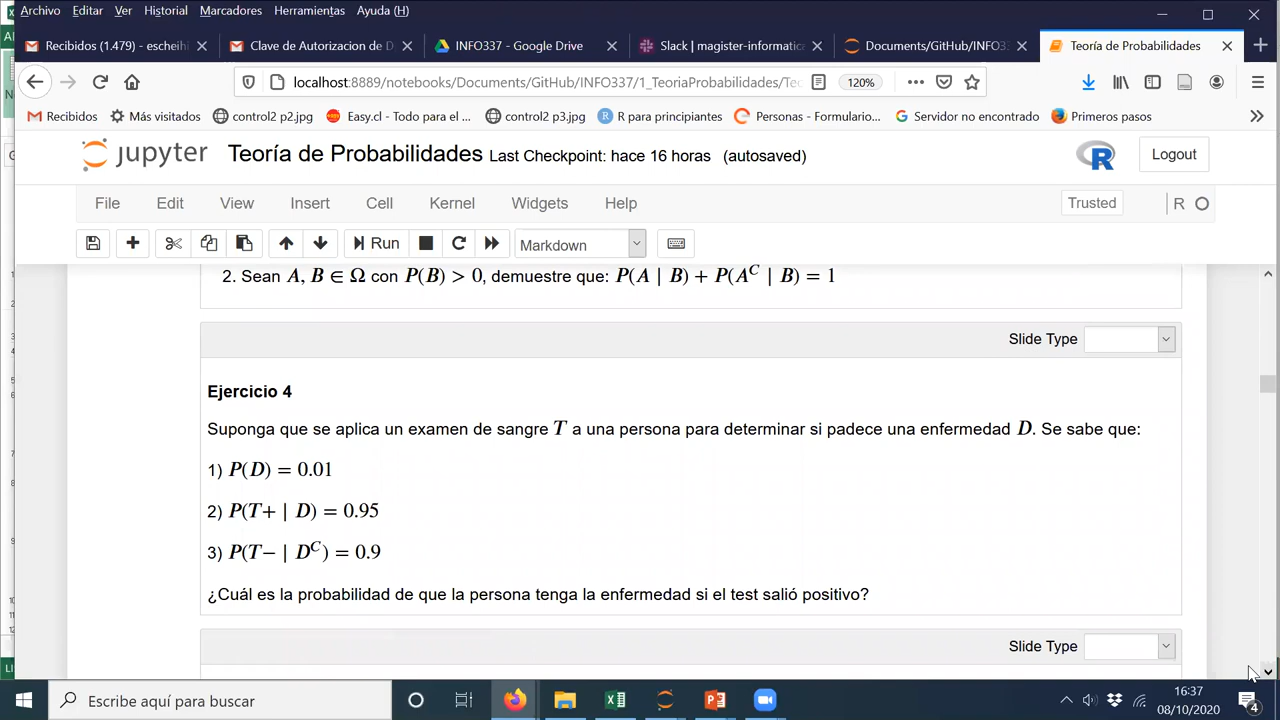 Archivo Editar Ver Historial Marcadores Herramientas Ayuda (H)
Recibidos (1.479) - escheihi Clave de Autorización de D INFO337 - Google Drive Slack | magister-informatica Documents/GitHub/INFO33 Teoría de Probabilidades
localhost:8889/notebooks/Documents/GitHub/INFO337/1_TeoriaProbabilidades/Teo 120%
Recibidos Más visitados control2 p2.jpg Easy.cl - Todo para el ... control2 p3.jpg R para principiantes Personas - Formulario... Servidor no encontrado Primeros pasos
jupyter Teoría de Probabilidades Last Checkpoint: hace 16 horas (autosaved) R Logout
File Edit View Insert Cell Kernel Widgets Help Trusted R
Run Markdown
2. Sean A, B ∈ Ω con P(B) > 0, demuestre que: P(A | B) + P(A^C | B) = 1
Slide Type
Ejercicio 4
Suponga que se aplica un examen de sangre T a una persona para determinar si padece una enfermedad D. Se sabe que:
1) P(D) = 0.01
2) P(T+ | D) = 0.95
3) P(T− | D^C) = 0.9
¿Cuál es la probabilidad de que la persona tenga la enfermedad si el test salió positivo?
Slide Type
Escribe aquí para buscar
16:37
08/10/2020
4